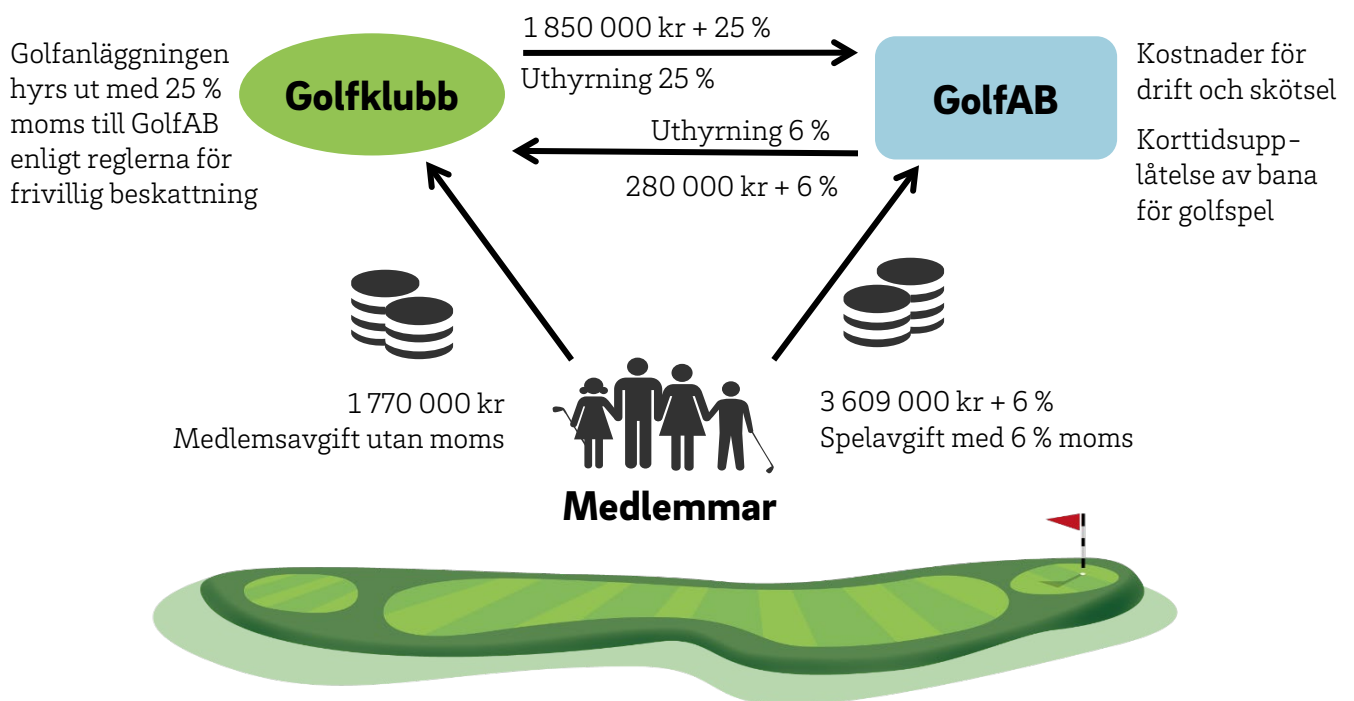 Golfanläggningen
hyrs ut med 25 %
moms till GolfAB
enligt reglerna för
frivillig beskattning
Golfklubb
1 850 000 kr + 25 %
Uthyrning 25 %
Uthyrning 6 %
280 000 kr + 6 %
GolfAB
Kostnader för
drift och skötsel
Korttidsupp-
låtelse av bana
för golfspel
1 770 000 kr
Medlemsavgift utan moms
3 609 000 kr + 6 %
Spelavgift med 6 % moms
Medlemmar